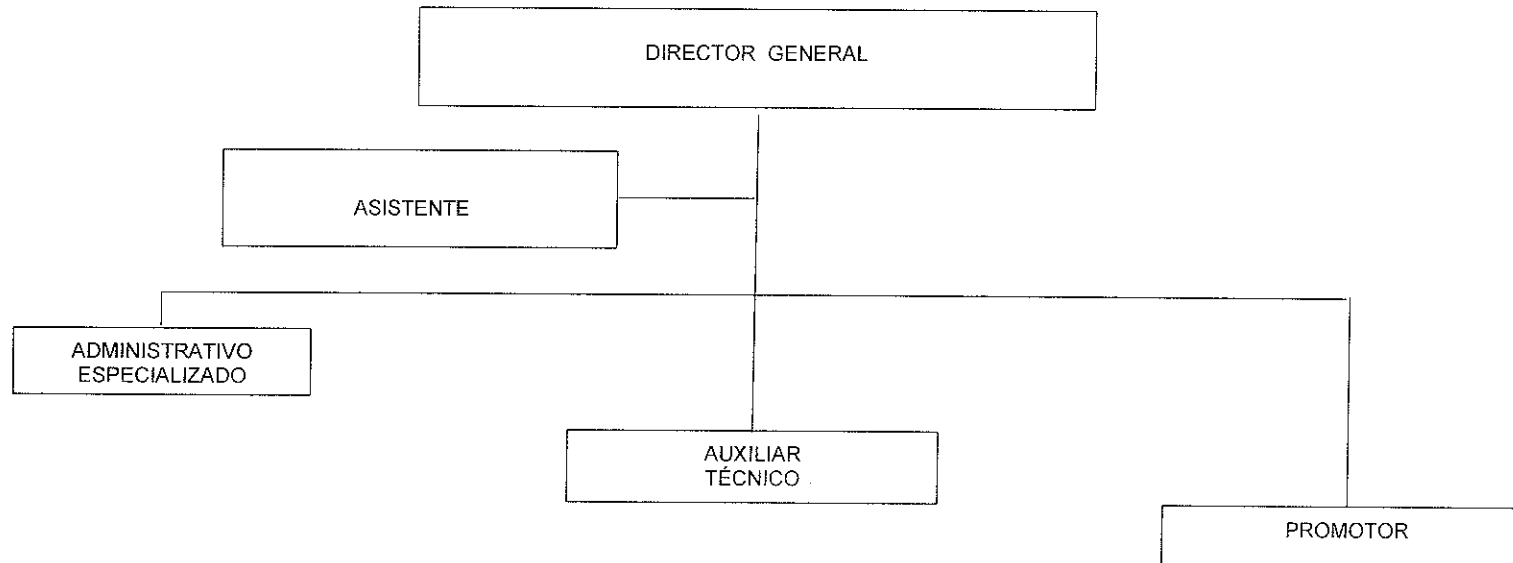 DIRECTOR GENERAL
ASISTENTE
ADMINISTRATIVO
ESPECIALIZADO
AUXILIAR
TÉCNICO
PROMOTOR